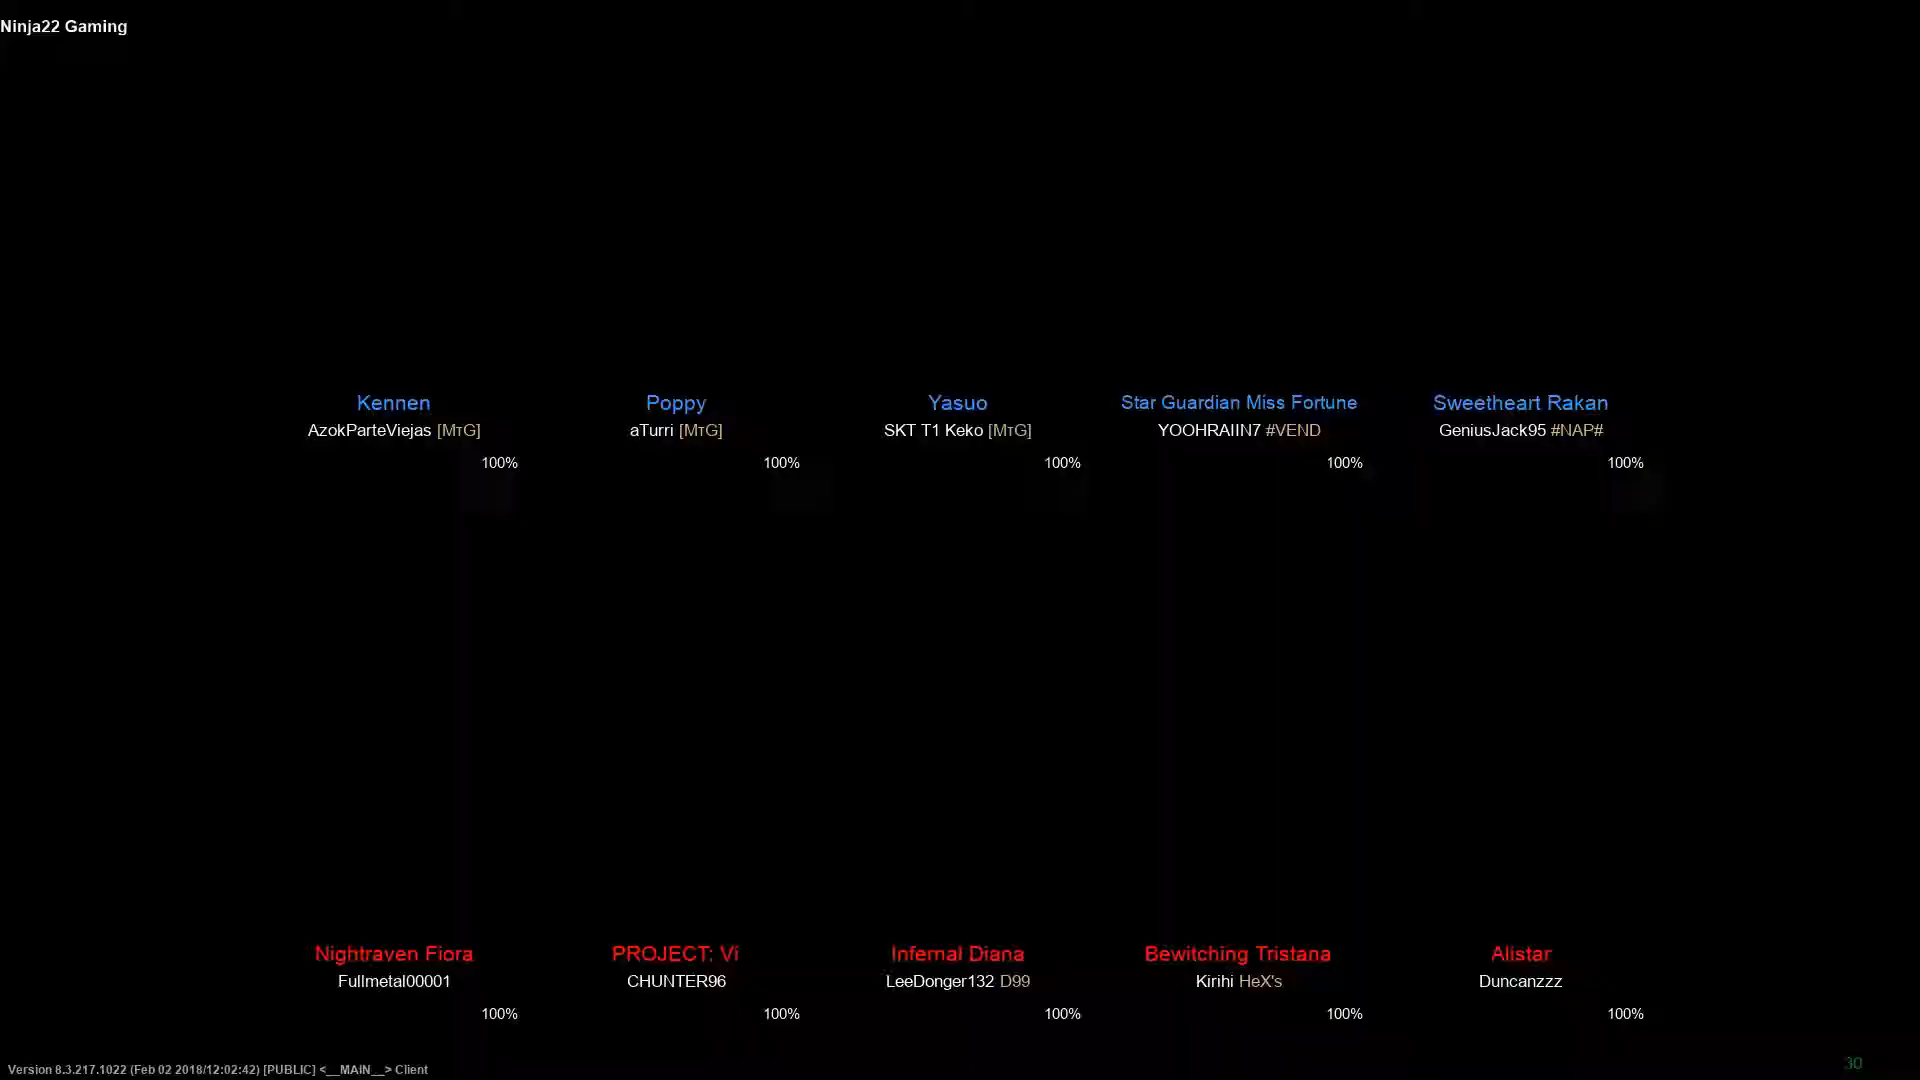 Ninja22 Gaming
Kennen
AzokParteViejas [MтG]
100%
Poppy
aTurri [MтG]
100%
Yasuo
SKT T1 Keko [MтG]
100%
Star Guardian Miss Fortune
YOOHRAIIN7 #VEND
100%
Sweetheart Rakan
GeniusJack95 #NAP#
100%
Nightraven Fiora
Fullmetal00001
100%
PROJECT: Vi
CHUNTER96
100%
Infernal Diana
LeeDonger132 D99
100%
Bewitching Tristana
Kirihi HeX's
100%
Alistar
Duncanzzz
100%
Version 8.3.217.1022 (Feb 02 2018/12:02:42) [PUBLIC] <__MAIN__> Client
30